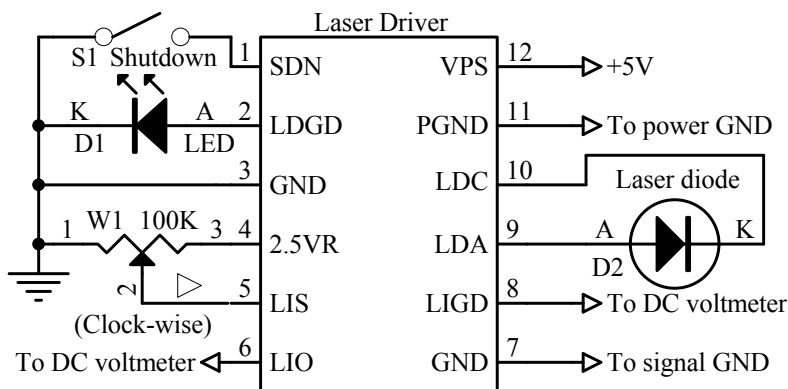 Laser Driver
S1 Shutdown 1 SDN VPS 12 +5V
K A 2 LDGD PGND 11 To power GND
D1 LED
3 GND LDC 10 Laser diode
1 W1 100K 3 4 2.5VR LDA 9 A K
D2
2 5 LIS LIGD 8 To DC voltmeter
(Clock-wise)
To DC voltmeter 6 LIO GND 7 To signal GND